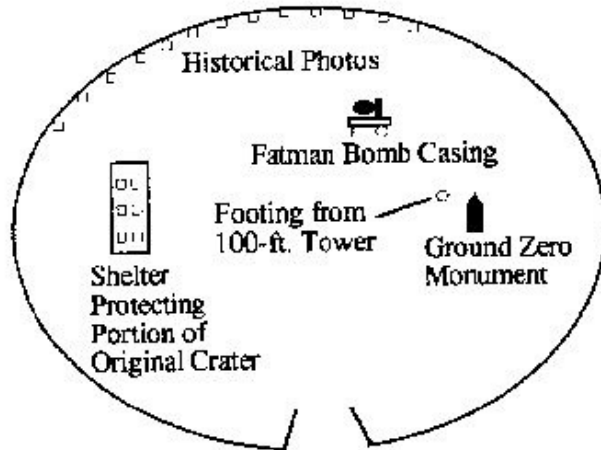 Historical Photos
Fatman Bomb Casing
Footing from
100-ft. Tower
Ground Zero
Monument
Shelter
Protecting
Portion of
Original Crater